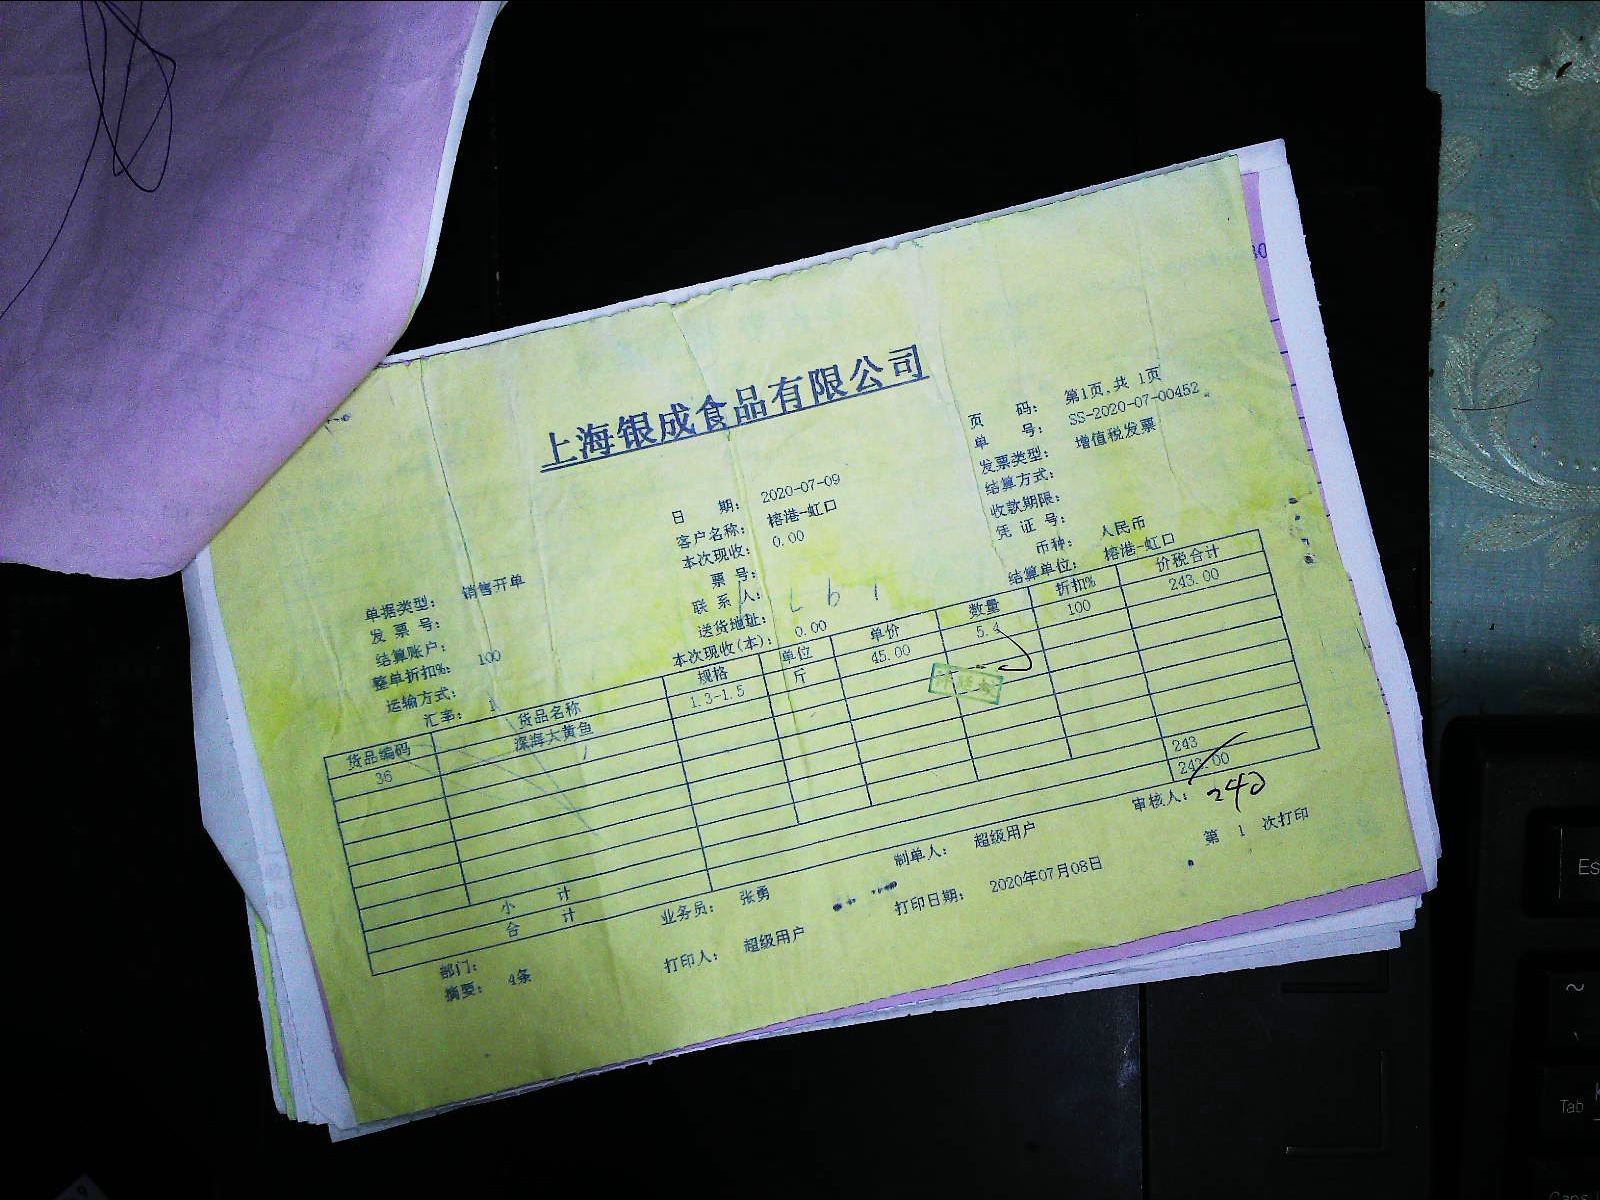 上海银成食品有限公司
页 码: 第1页,共 1页
单 号: SS-2020-07-00452
发票类型: 增值税发票
结算方式:
收款期限:
凭 证 号:
币种: 人民币
结算单位: 榕港-虹口
日 期: 2020-07-09
客户名称: 榕港-虹口
本次现收: 0.00
票 号:
联 系 人:
送货地址:
本次现收(本): 0.00
单据类型: 销售开单
发 票 号:
结算账户:
整单折扣%: 100
运输方式:
汇率: 1
货品编码 货品名称 规格 单位 单价 数量 折扣% 价税合计
36 深海大黄鱼 1.3-1.5 斤 45.00 5.4 100 243.00
小 计 243
合 计 243.00
240
部门: 业务员: 张勇 制单人: 超级用户 审核人:
摘要: 4条 打印人: 超级用户 打印日期: 2020年07月08日 第 1 次打印
Es
~
Tab
Caps